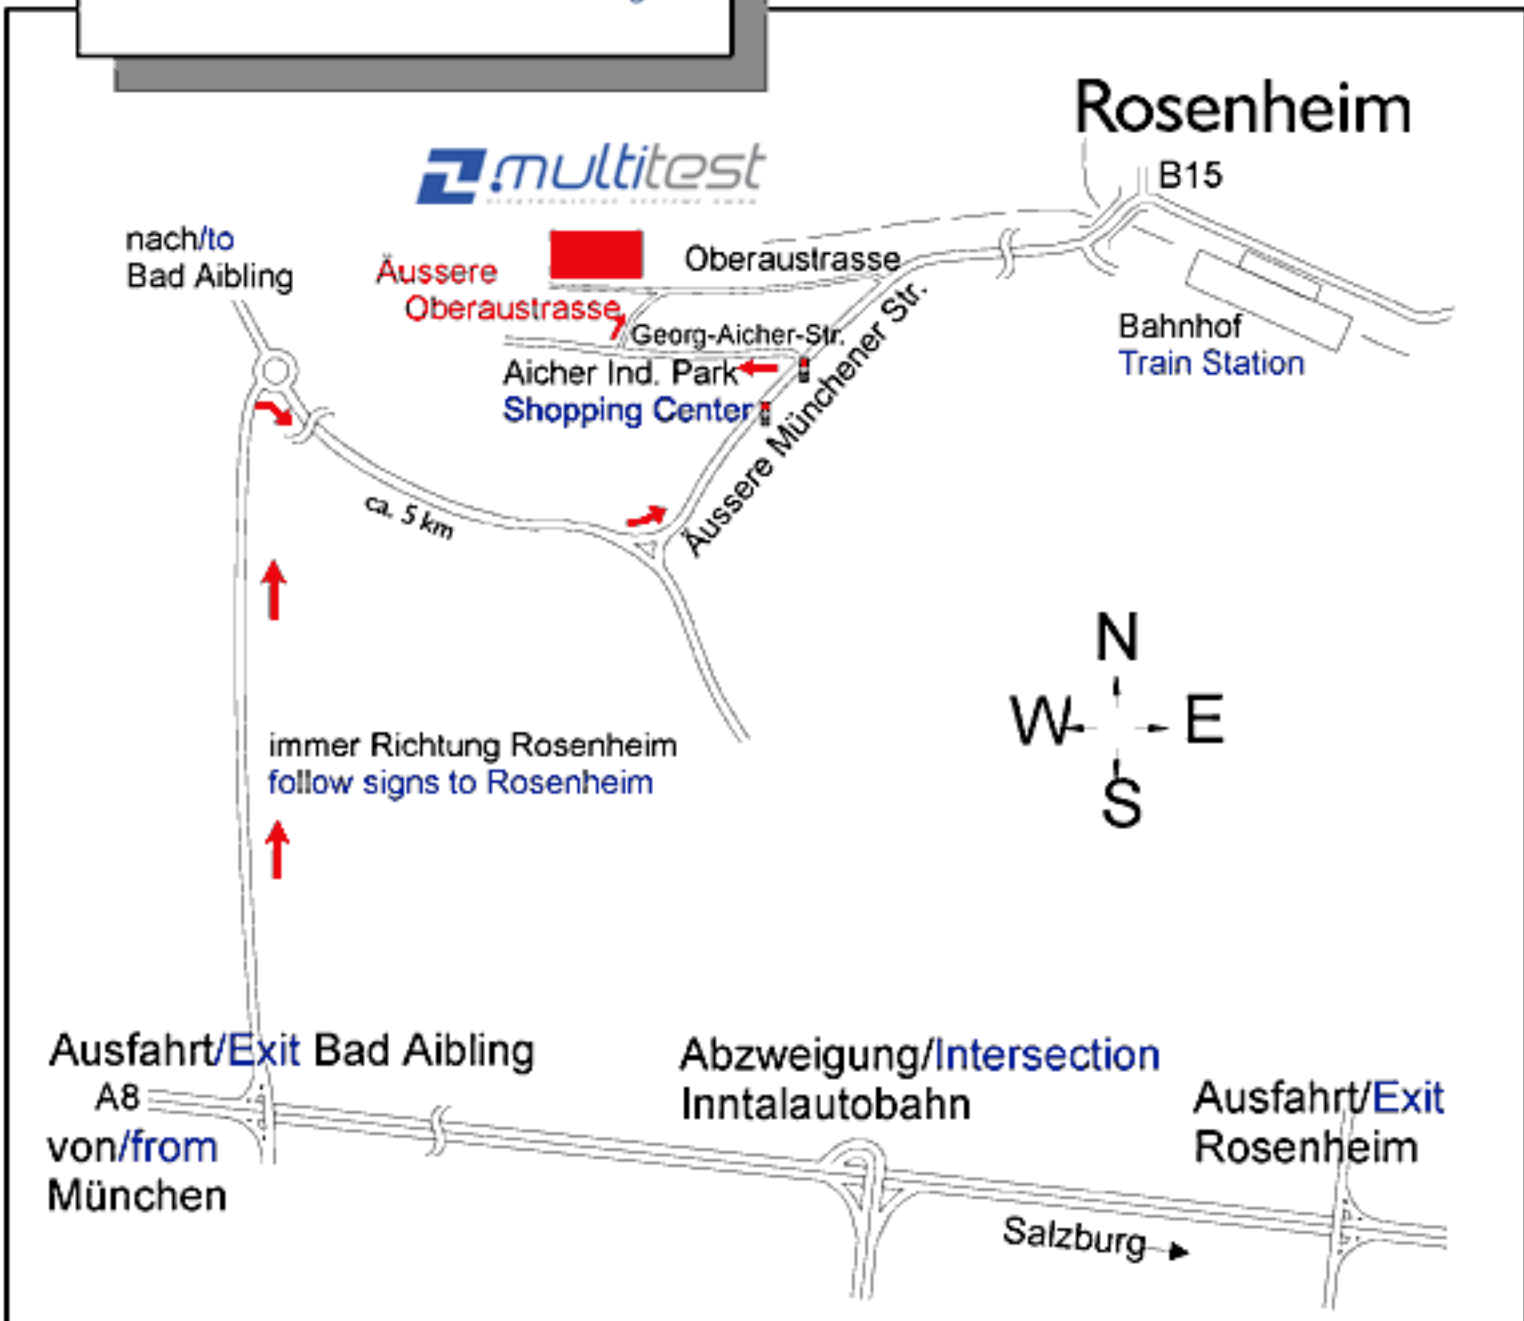 Rosenheim
B15
multitest
nach/to
Bad Aibling
Äussere
Oberaustrasse
Oberaustrasse
Georg-Aicher-Str.
Aicher Ind. Park
Shopping Center
Äussere Münchener Str.
Bahnhof
Train Station
ca. 5 km
N
W E
S
immer Richtung Rosenheim
follow signs to Rosenheim
Ausfahrt/Exit Bad Aibling
A8
von/from
München
Abzweigung/Intersection
Inntalautobahn
Ausfahrt/Exit
Rosenheim
Salzburg